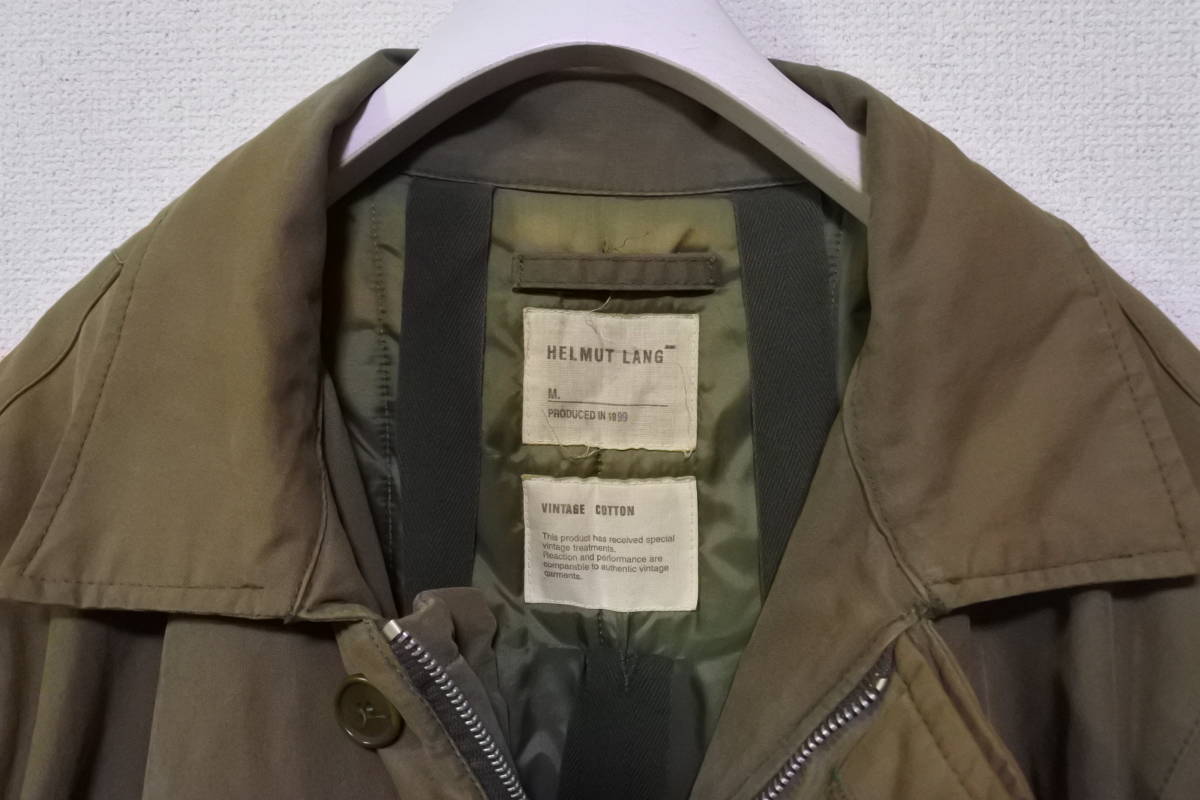 HELMUT LANG
M.
PRODUCED IN 1999
VINTAGE COTTON
This product has received special
vintage treatments.
Reaction and performance are
comparable to authentic vintage
garments.